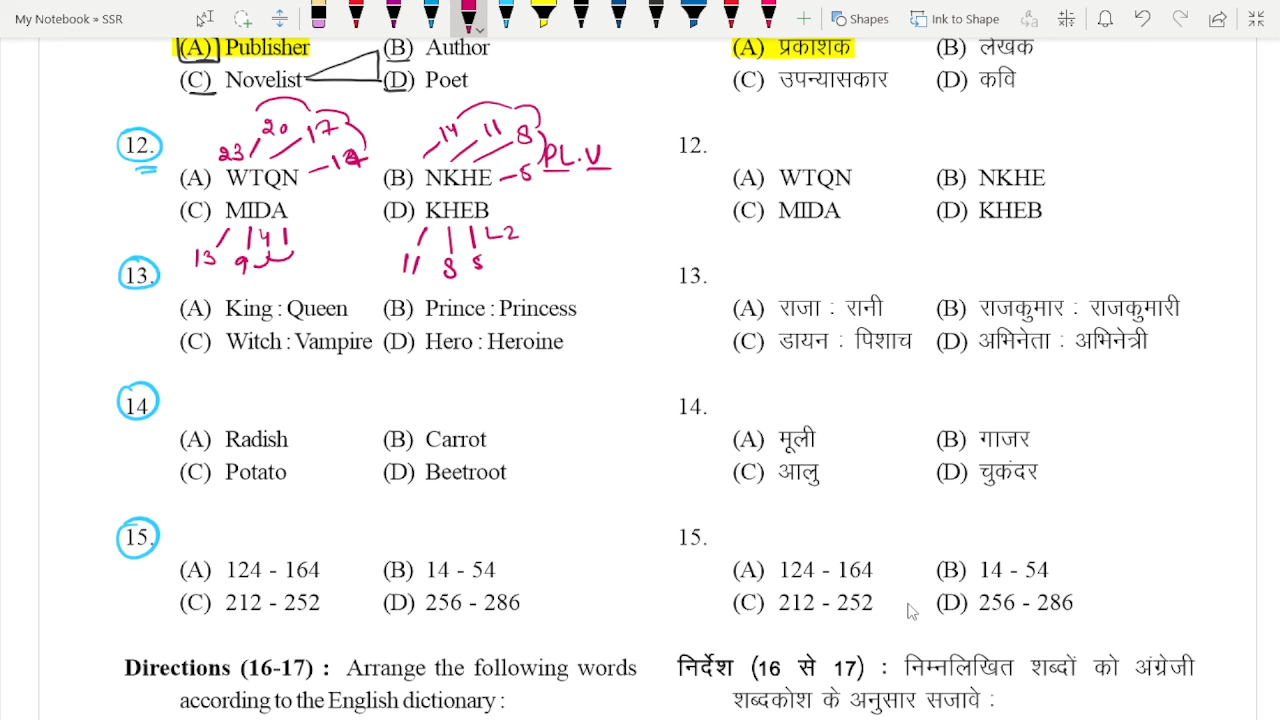 My Notebook » SSR
Shapes
Ink to Shape
(A) Publisher (B) Author
(C) Novelist (D) Poet
20 17 14 11 8
23 P L . V
12.
(A) WTQN (B) NKHE – 5
(C) MIDA (D) KHEB
13 9 4 1 11 8 5 2
13.
(A) King : Queen (B) Prince : Princess
(C) Witch : Vampire (D) Hero : Heroine
14
(A) Radish (B) Carrot
(C) Potato (D) Beetroot
15.
(A) 124 - 164 (B) 14 - 54
(C) 212 - 252 (D) 256 - 286
Directions (16-17) : Arrange the following words
according to the English dictionary :
(A) प्रकाशक (B) लेखक
(C) उपन्यासकार (D) कवि
12.
(A) WTQN (B) NKHE
(C) MIDA (D) KHEB
13.
(A) राजा : रानी (B) राजकुमार : राजकुमारी
(C) डायन : पिशाच (D) अभिनेता : अभिनेत्री
14.
(A) मूली (B) गाजर
(C) आलु (D) चुकंदर
15.
(A) 124 - 164 (B) 14 - 54
(C) 212 - 252 (D) 256 - 286
निर्देश (16 से 17) : निम्नलिखित शब्दों को अंग्रेजी
शब्दकोश के अनुसार सजावे :